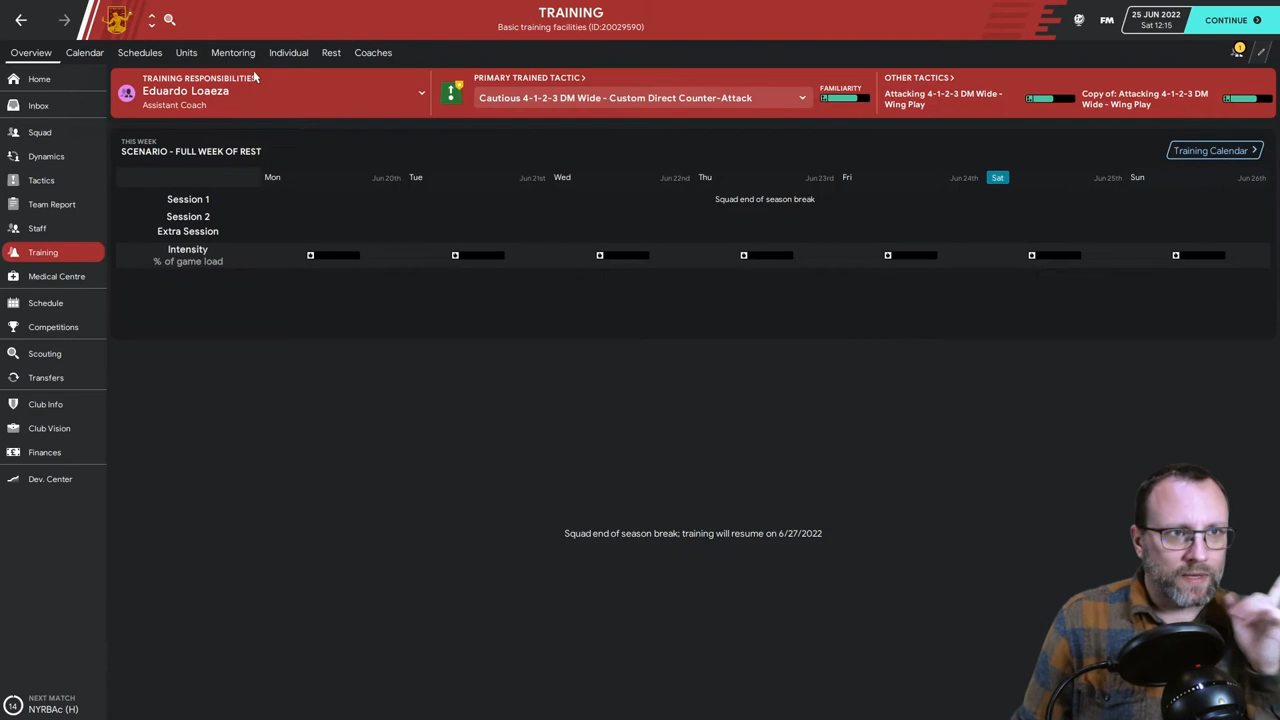 TRAINING
Basic training facilities (ID:20029590)
25 JUN 2022
Sat 12:15
FM
CONTINUE
Overview Calendar Schedules Units Mentoring Individual Rest Coaches
1
Home
Inbox
Squad
Dynamics
Tactics
Team Report
Staff
Training
Medical Centre
Schedule
Competitions
Scouting
Transfers
Club Info
Club Vision
Finances
Dev. Center
14
NEXT MATCH
NYRBAc (H)
TRAINING RESPONSIBILITIES
Eduardo Loaeza
Assistant Coach
PRIMARY TRAINED TACTIC >
Cautious 4-1-2-3 DM Wide - Custom Direct Counter-Attack
FAMILIARITY
OTHER TACTICS >
Attacking 4-1-2-3 DM Wide -
Wing Play
Copy of: Attacking 4-1-2-3 DM
Wide - Wing Play
THIS WEEK
SCENARIO - FULL WEEK OF REST
Training Calendar >
Mon Jun 20th Tue Jun 21st Wed Jun 22nd Thu Jun 23rd Fri Jun 24th Sat Jun 25th Sun Jun 26th
Session 1
Squad end of season break
Session 2
Extra Session
Intensity
% of game load
Squad end of season break; training will resume on 6/27/2022